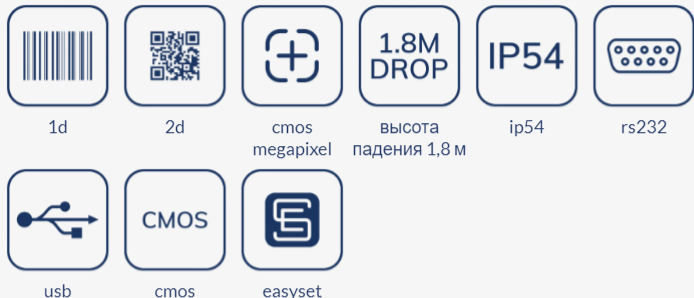 1.8M
DROP
IP54
1d
2d
cmos
megapixel
высота
падения 1,8 м
ip54
rs232
CMOS
usb
cmos
easyset